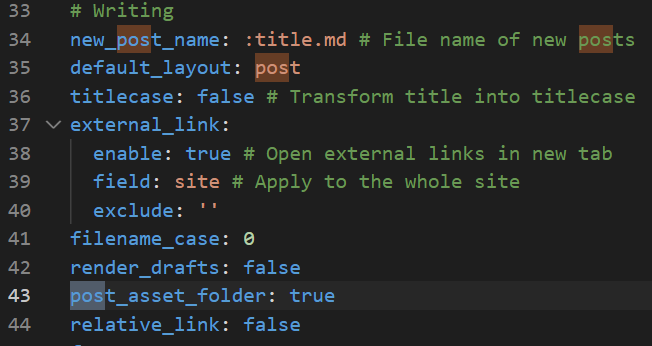 33 # Writing
34 new_post_name: :title.md # File name of new posts
35 default_layout: post
36 titlecase: false # Transform title into titlecase
37 external_link:
38 enable: true # Open external links in new tab
39 field: site # Apply to the whole site
40 exclude: ''
41 filename_case: 0
42 render_drafts: false
43 post_asset_folder: true
44 relative_link: false